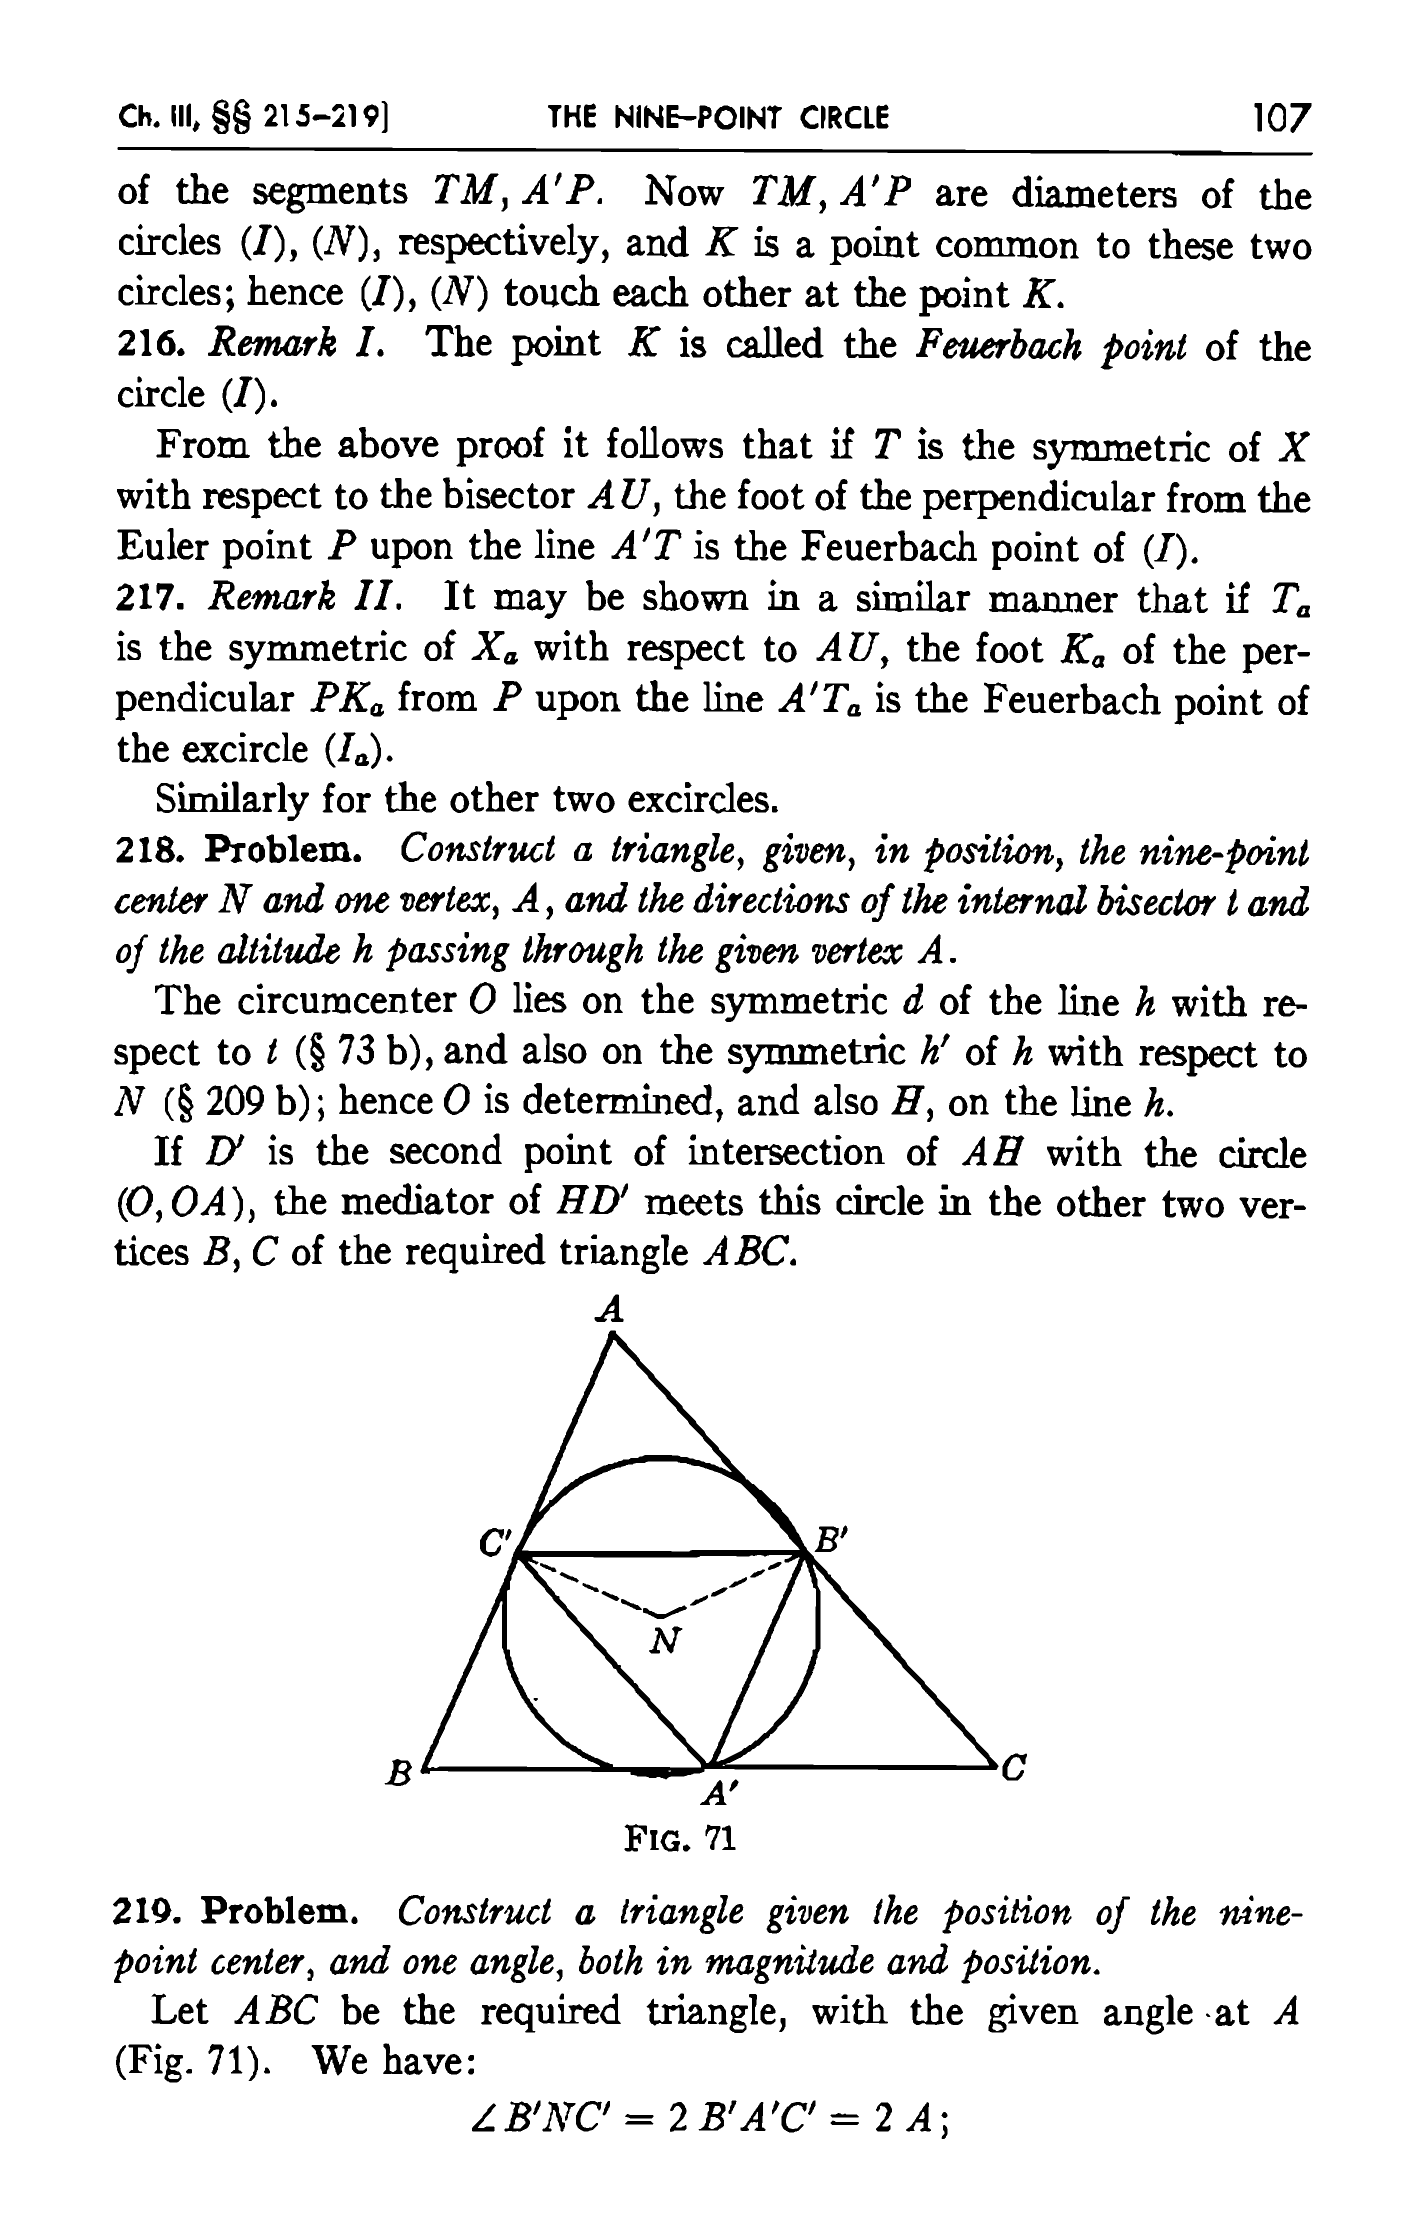 Ch. III, §§ 215–219] THE NINE–POINT CIRCLE 107
of the segments TM, A′P. Now TM, A′P are diameters of the
circles (I), (N), respectively, and K is a point common to these two
circles; hence (I), (N) touch each other at the point K.
216. Remark I. The point K is called the Feuerbach point of the
circle (I).
From the above proof it follows that if T is the symmetric of X
with respect to the bisector AU, the foot of the perpendicular from the
Euler point P upon the line A′T is the Feuerbach point of (I).
217. Remark II. It may be shown in a similar manner that if Tₐ
is the symmetric of Xₐ with respect to AU, the foot Kₐ of the per-
pendicular PKₐ from P upon the line A′Tₐ is the Feuerbach point of
the excircle (Iₐ).
Similarly for the other two excircles.
218. Problem. Construct a triangle, given, in position, the nine-point
center N and one vertex, A, and the directions of the internal bisector t and
of the altitude h passing through the given vertex A.
The circumcenter O lies on the symmetric d of the line h with re-
spect to t (§ 73 b), and also on the symmetric h′ of h with respect to
N (§ 209 b); hence O is determined, and also H, on the line h.
If D′ is the second point of intersection of AH with the circle
(O, OA), the mediator of HD′ meets this circle in the other two ver-
tices B, C of the required triangle ABC.
A
C′ B′
N
B C
A′
FIG. 71
219. Problem. Construct a triangle given the position of the nine-
point center, and one angle, both in magnitude and position.
Let ABC be the required triangle, with the given angle at A
(Fig. 71). We have:
∠B′NC′ = 2 B′A′C′ = 2 A;